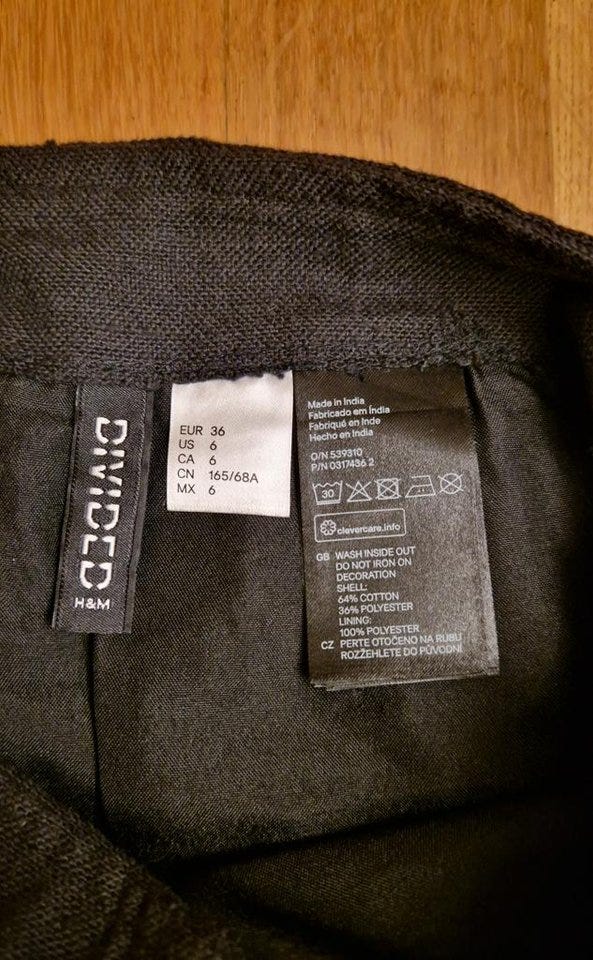 DIVIDED
H&M
EUR 36
US 6
CA 6
CN 165/68A
MX 6
Made in India
Fabricado em Índia
Fabriqué en Inde
Hecho en India
O/N 539310
P/N 0317436.2
30
clevercare.info
GB WASH INSIDE OUT
DO NOT IRON ON
DECORATION
SHELL:
64% COTTON
36% POLYESTER
LINING:
100% POLYESTER
CZ PERTE OTOČENO NA RUBU
ROZŽEHLETE DO PŮVODNÍ